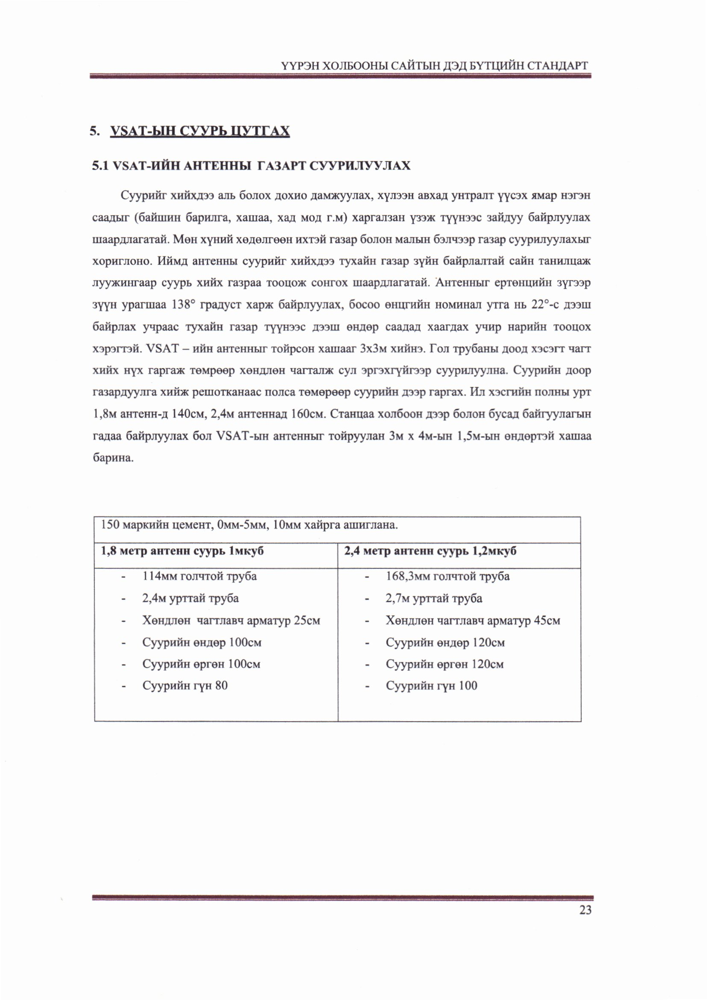 ҮҮРЭН ХОЛБООНЫ САЙТЫН ДЭД БҮТЦИЙН СТАНДАРТ
5. VSAT-ЫН СУУРЬ ЦУТГАХ
5.1 VSAT-ИЙН АНТЕННЫ ГАЗАРТ СУУРИЛУУЛАХ
Суурийг хийхдээ аль болох дохио дамжуулах, хүлээн авхад унтралт үүсэх ямар нэгэн
саадыг (байшин барилга, хашаа, хад мод г.м) харгалзан үзэж түүнээс зайдуу байрлуулах
шаардлагатай. Мөн хүний хөдөлгөөн ихтэй газар болон малын бэлчээр газар суурилуулахыг
хориглоно. Иймд антенны суурийг хийхдээ тухайн газар зүйн байрлалтай сайн танилцаж
луужингаар суурь хийх газраа тооцож сонгох шаардлагатай. Антенныг ертөнцийн зүгээр
зүүн урагшаа 138° градуст харж байрлуулах, босоо өнцгийн номинал утга нь 22°-с дээш
байрлах учраас тухайн газар түүнээс дээш өндөр саадад хаагдах учир нарийн тооцох
хэрэгтэй. VSAT – ийн антенныг тойрсон хашааг 3х3м хийнэ. Гол трубаны доод хэсэгт чагт
хийх нүх гаргаж төмрөөр хөндлөн чагталж сул эргэхгүйгээр суурилуулна. Суурийн доор
газардуулга хийж решотканаас полса төмөрөөр суурийн дээр гаргах. Ил хэсгийн полны урт
1,8м антенн-д 140см, 2,4м антеннад 160см. Станцаа холбоон дээр болон бусад байгуулагын
гадаа байрлуулах бол VSAT-ын антенныг тойруулан 3м х 4м-ын 1,5м-ын өндөртэй хашаа
барина.
150 маркийн цемент, 0мм-5мм, 10мм хайрга ашиглана.
1,8 метр антенн суурь 1мкуб
- 114мм голчтой труба
- 2,4м урттай труба
- Хөндлөн чагтлавч арматур 25см
- Суурийн өндөр 100см
- Суурийн өргөн 100см
- Суурийн гүн 80
2,4 метр антенн суурь 1,2мкуб
- 168,3мм голчтой труба
- 2,7м урттай труба
- Хөндлөн чагтлавч арматур 45см
- Суурийн өндөр 120см
- Суурийн өргөн 120см
- Суурийн гүн 100
23